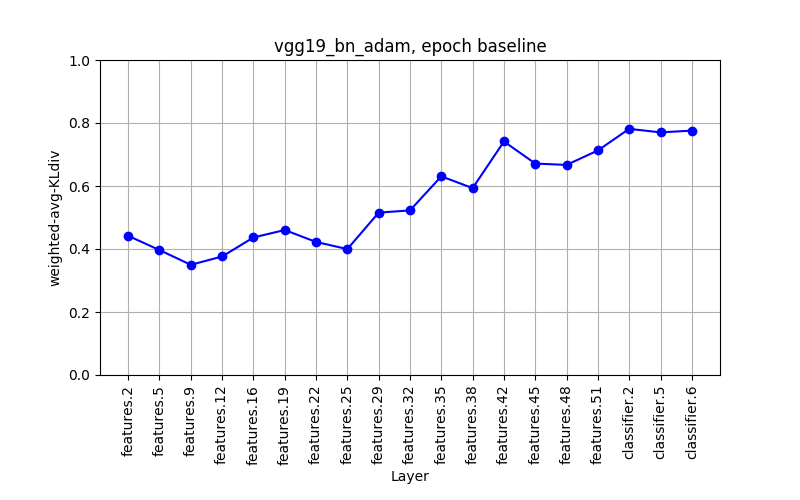 vgg19_bn_adam, epoch baseline
weighted-avg-KLdiv
1.0
0.8
0.6
0.4
0.2
0.0
features.2
features.5
features.9
features.12
features.16
features.19
features.22
features.25
features.29
features.32
features.35
features.38
features.42
features.45
features.48
features.51
classifier.2
classifier.5
classifier.6
Layer